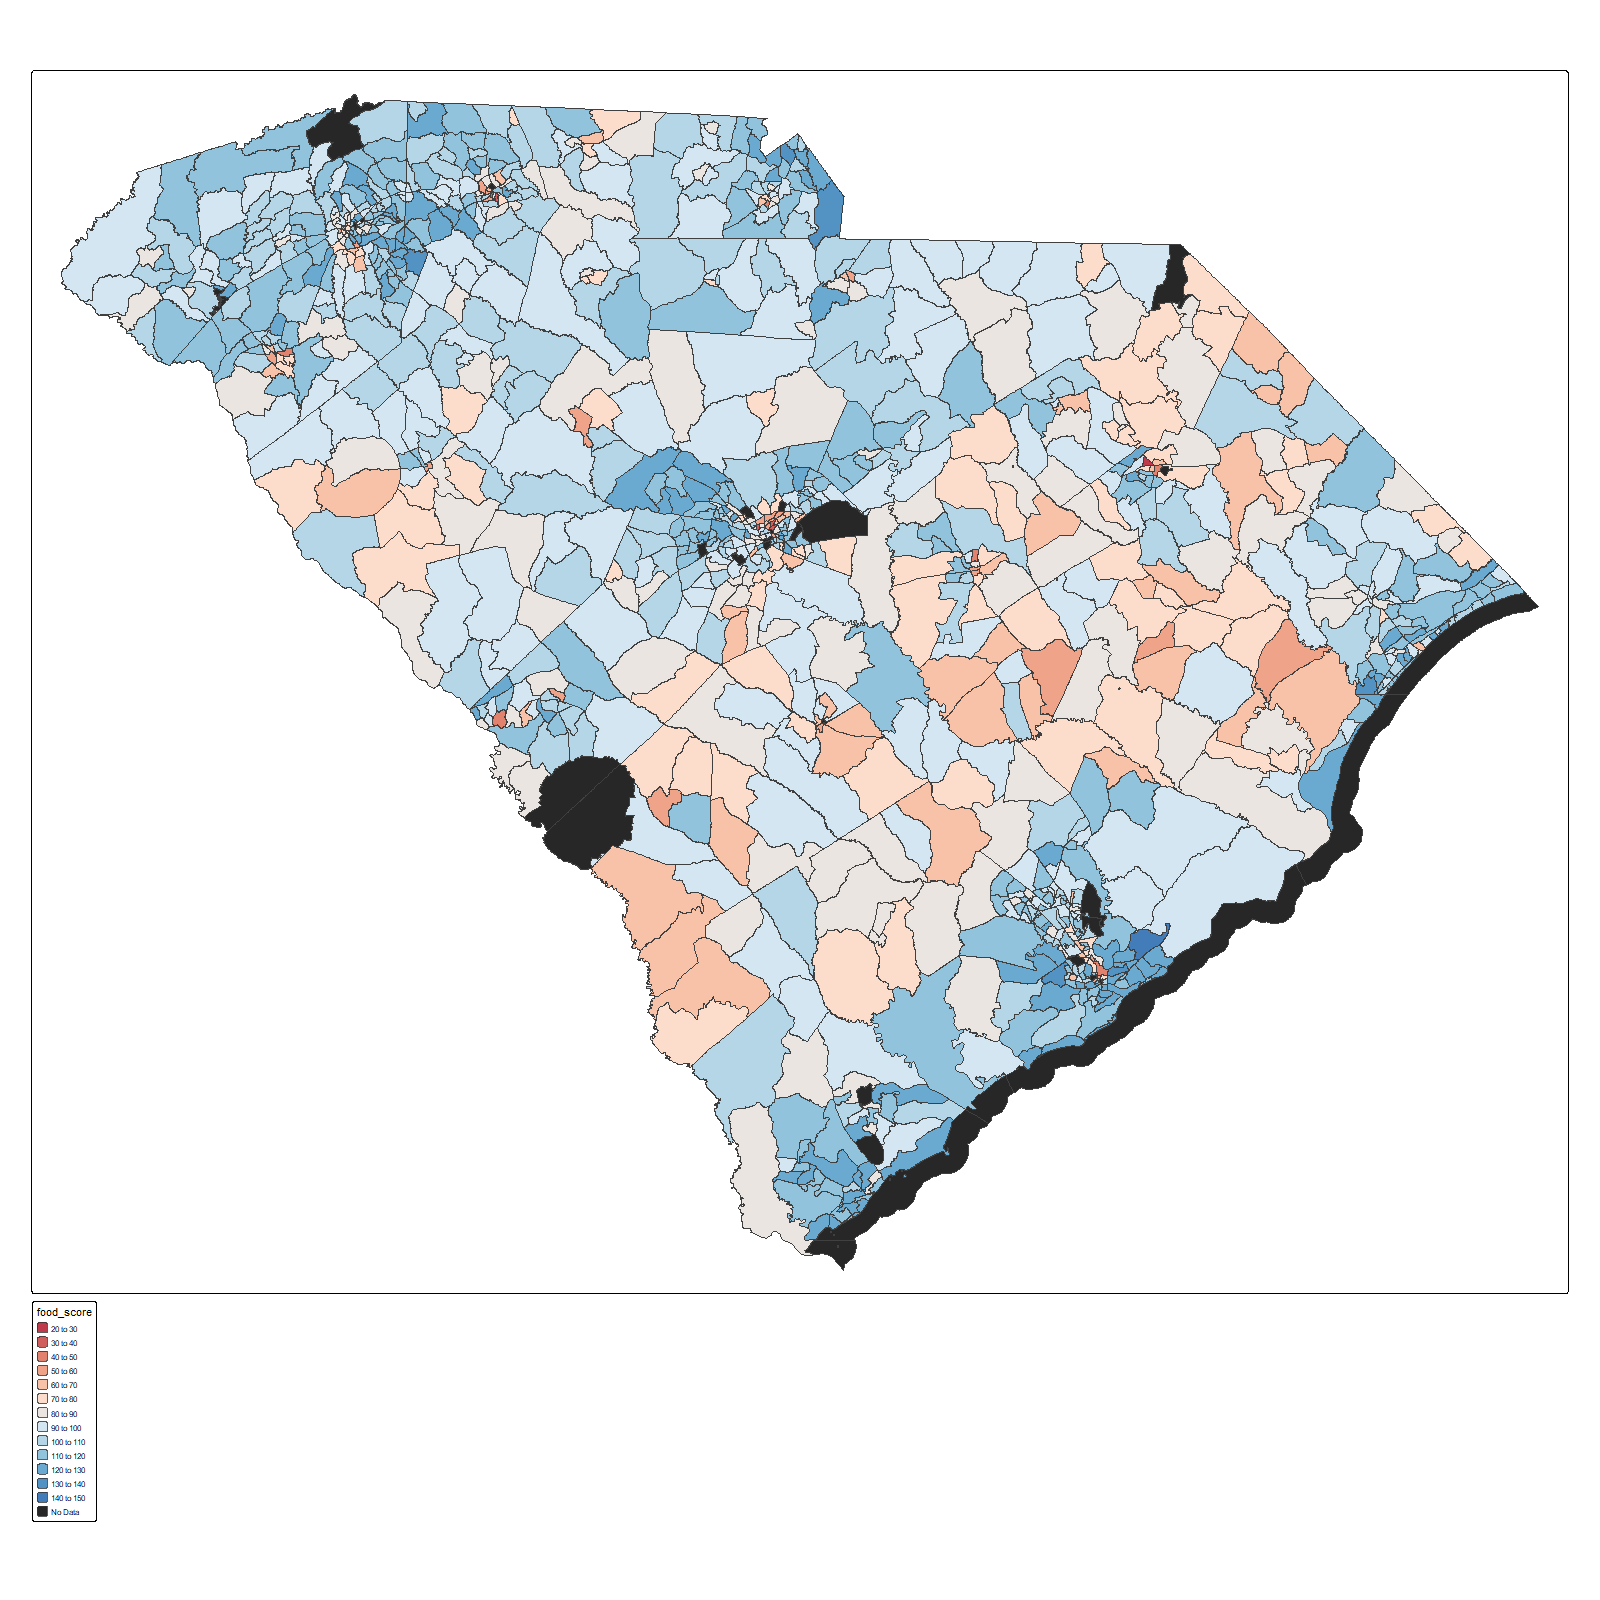 food_score
20 to 30
30 to 40
40 to 50
50 to 60
60 to 70
70 to 80
80 to 90
90 to 100
100 to 110
110 to 120
120 to 130
130 to 140
140 to 150
No Data